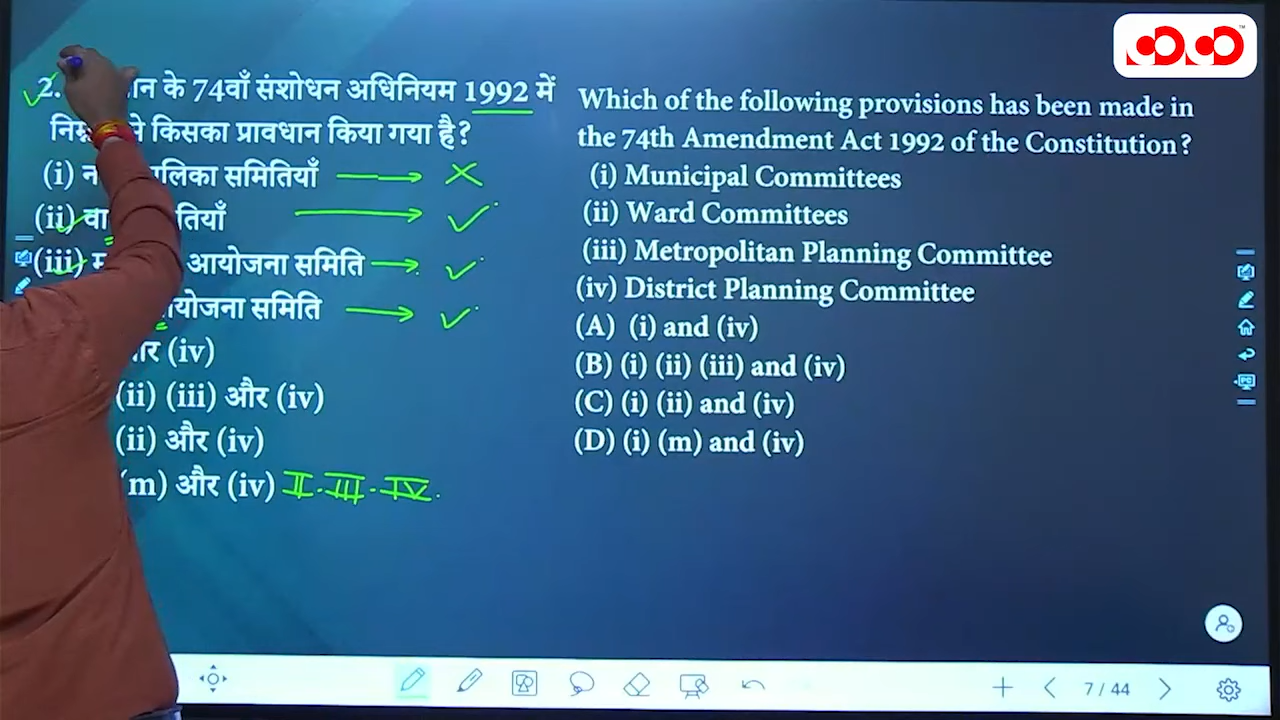 2. के 74वाँ संशोधन अधिनियम 1992 में
किसका प्रावधान किया गया है?
(i) समितियाँ
(ii)
(iii) आयोजना समिति
समिति
(iv)
(ii) (iii) और (iv)
(ii) और (iv)
(m) और (iv) II. III. IV.
Which of the following provisions has been made in
the 74th Amendment Act 1992 of the Constitution?
(i) Municipal Committees
(ii) Ward Committees
(iii) Metropolitan Planning Committee
(iv) District Planning Committee
(A) (i) and (iv)
(B) (i) (ii) (iii) and (iv)
(C) (i) (ii) and (iv)
(D) (i) (m) and (iv)
7 / 44